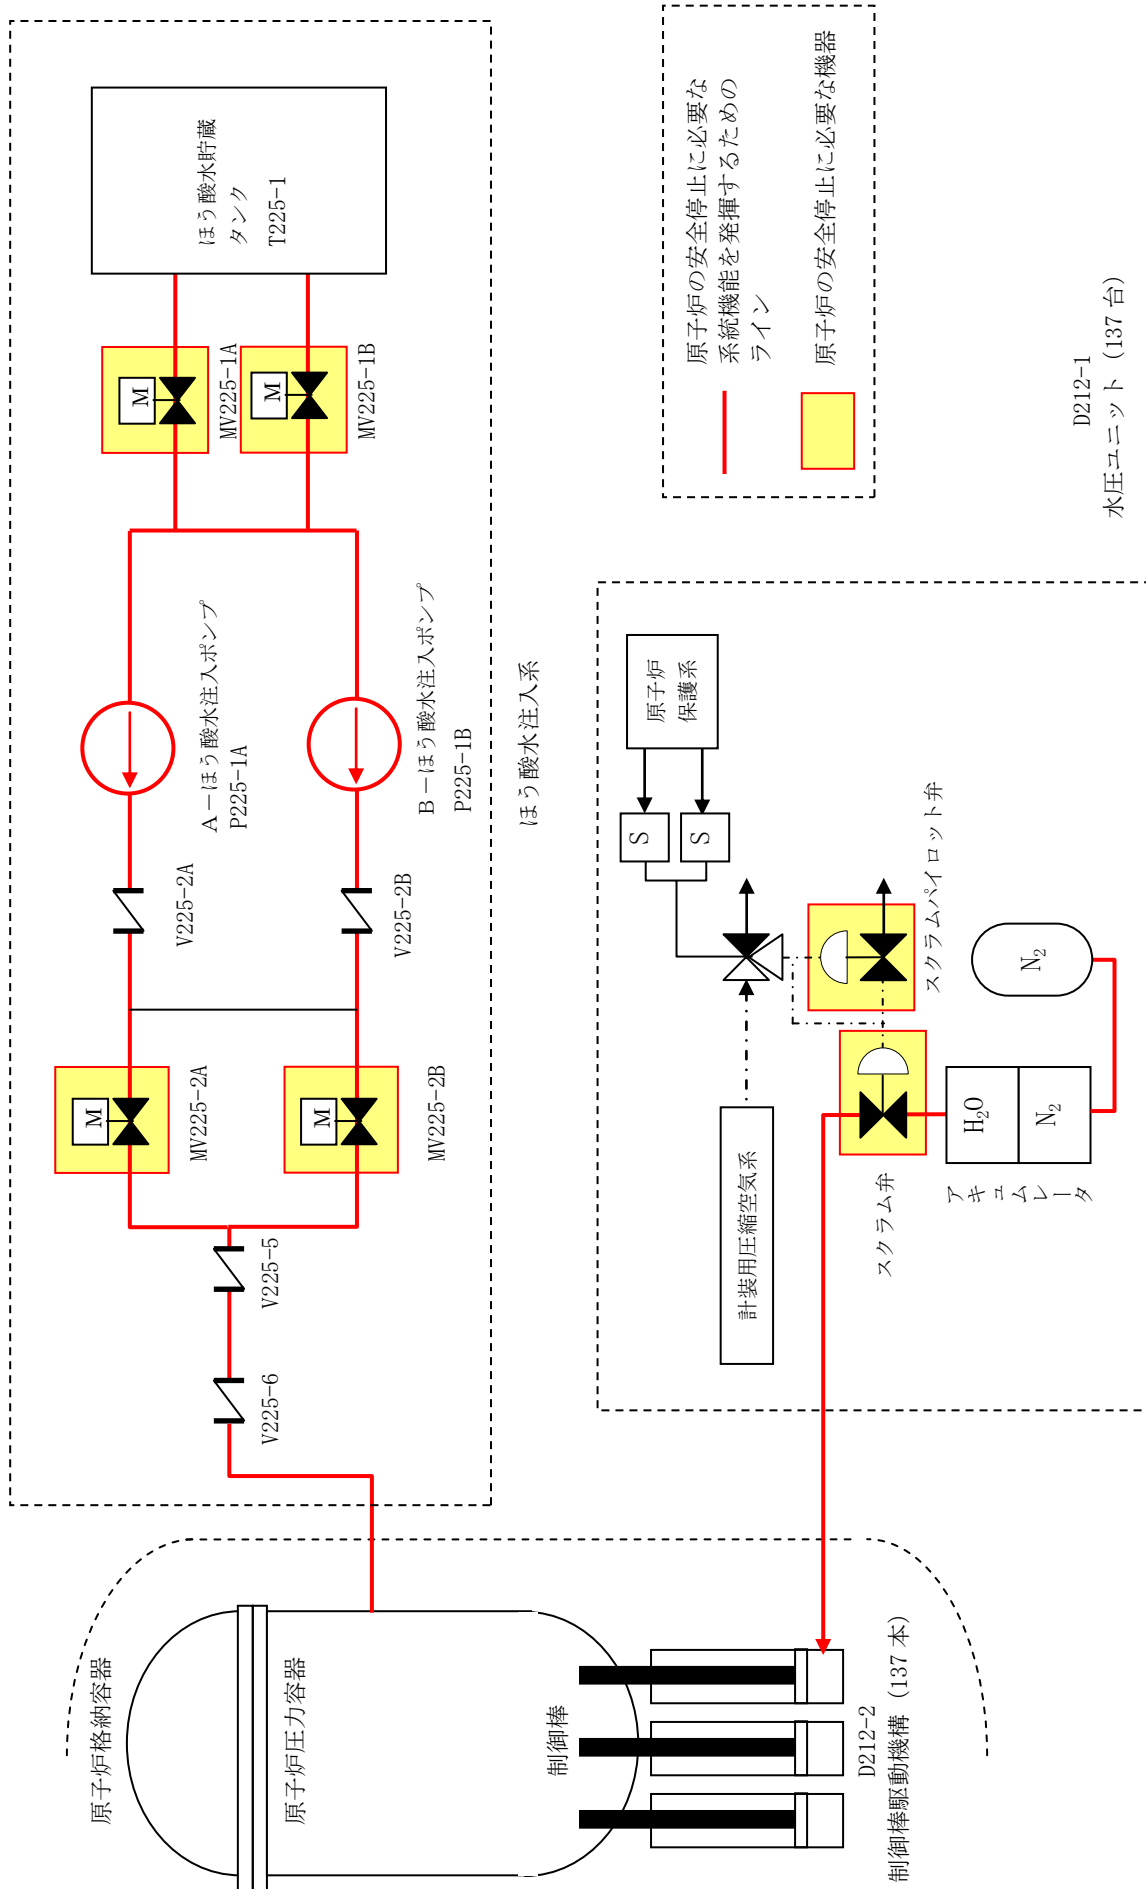 原子炉格納容器
原子炉圧力容器
制御棒
D212-2
制御棒駆動機構（137 本）
V225-6
V225-5
M
MV225-2A
M
MV225-2B
V225-2A
V225-2B
A－ほう酸水注入ポンプ
P225-1A
B－ほう酸水注入ポンプ
P225-1B
M
MV225-1A
M
MV225-1B
ほう酸水貯蔵
タンク
T225-1
ほう酸水注入系
計装用圧縮空気系
スクラム弁
アキュムレータ
H₂O
N₂
N₂
スクラムパイロット弁
S
S
原子炉
保護系
D212-1
水圧ユニット（137 台）
原子炉の安全停止に必要な
系統機能を発揮するための
ライン
原子炉の安全停止に必要な機器